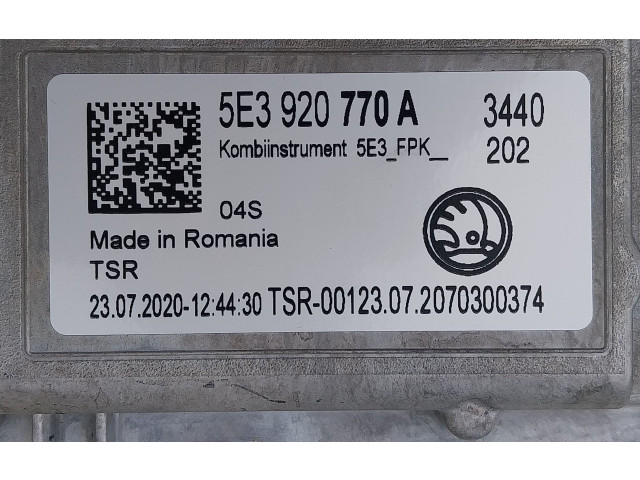 5E3 920 770 A 3440
Kombiinstrument 5E3_FPK__ 202
04S
Made in Romania
TSR
23.07.2020-12:44:30 TSR-00123.07.2070300374